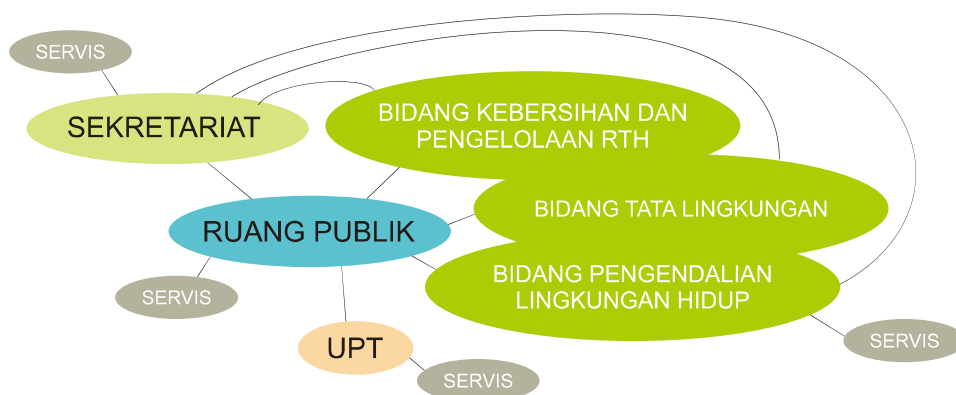 SERVIS
SEKRETARIAT
BIDANG KEBERSIHAN DAN
PENGELOLAAN RTH
BIDANG TATA LINGKUNGAN
RUANG PUBLIK
BIDANG PENGENDALIAN
LINGKUNGAN HIDUP
SERVIS
UPT
SERVIS
SERVIS